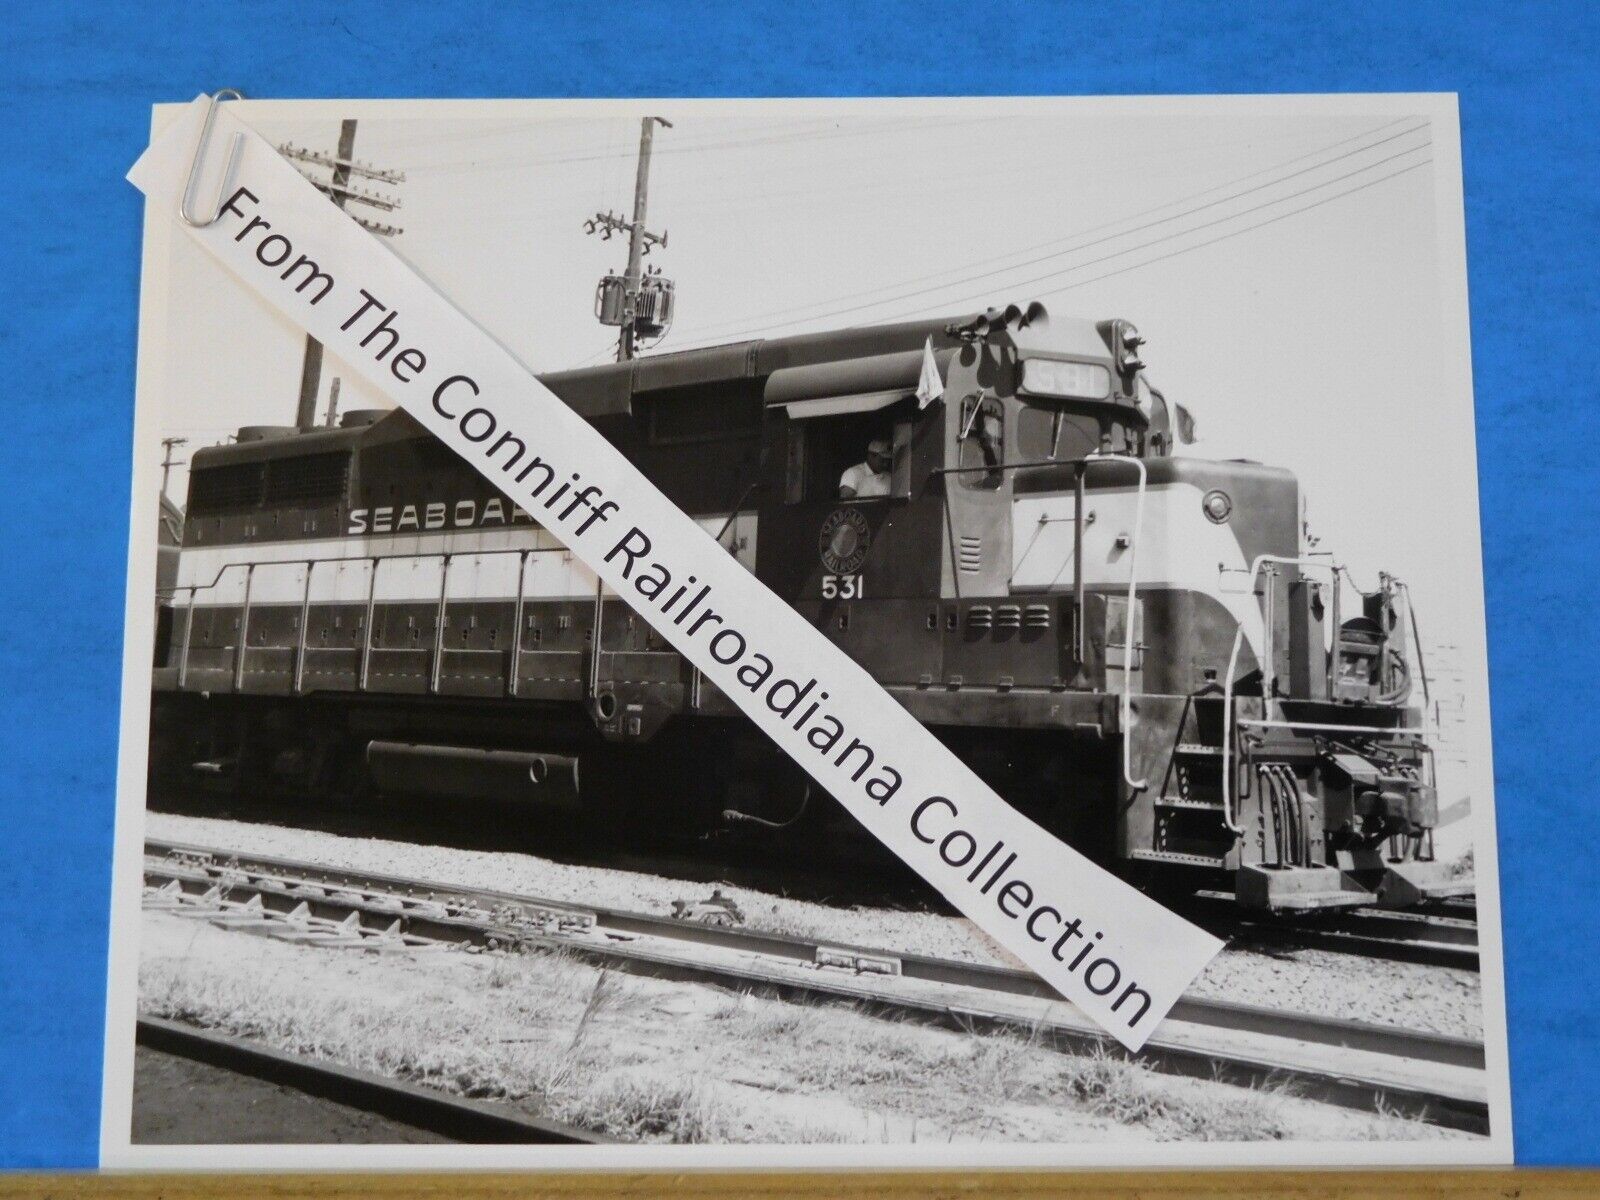 From The Conniff Railroadiana Collection
SEABOAR
531
531
F